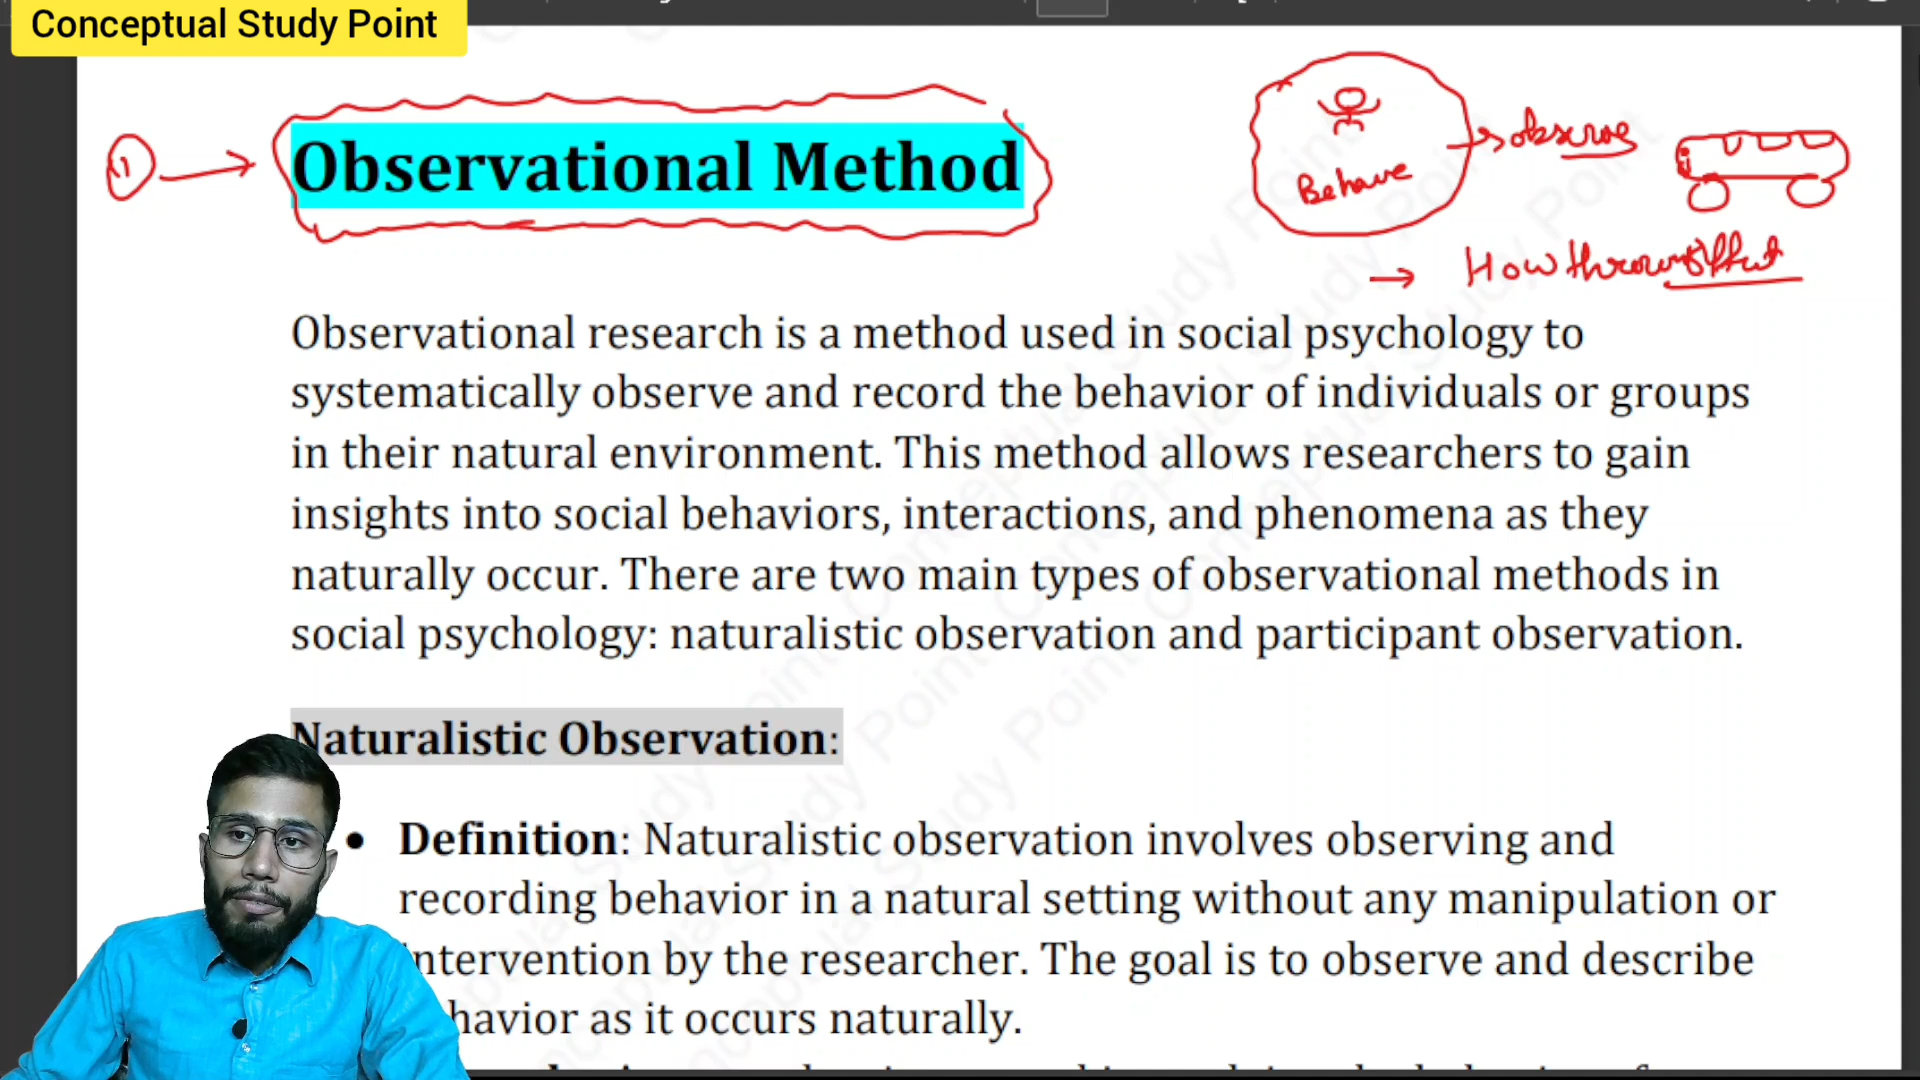 Conceptual Study Point
1
Observational Method
Behave
observe
How
Observational research is a method used in social psychology to
systematically observe and record the behavior of individuals or groups
in their natural environment. This method allows researchers to gain
insights into social behaviors, interactions, and phenomena as they
naturally occur. There are two main types of observational methods in
social psychology: naturalistic observation and participant observation.
Naturalistic Observation:
• Definition: Naturalistic observation involves observing and
recording behavior in a natural setting without any manipulation or
ntervention by the researcher. The goal is to observe and describe
havior as it occurs naturally.